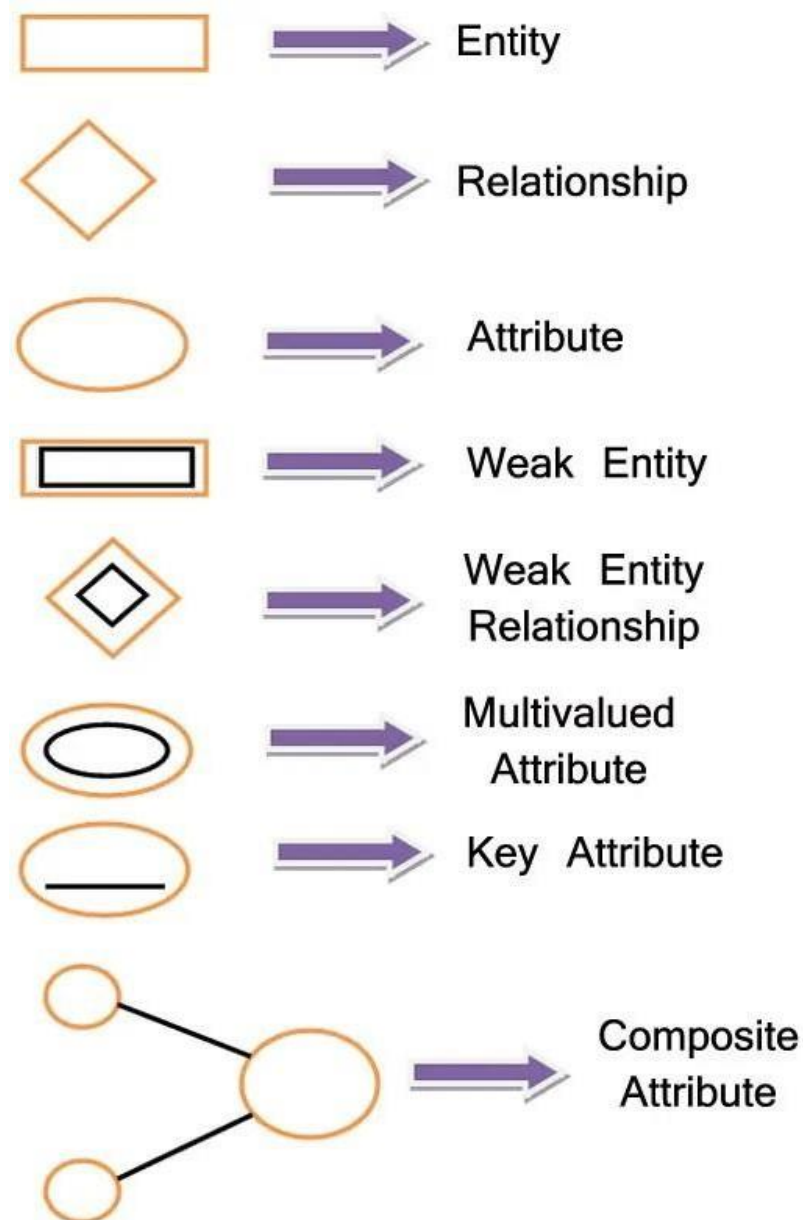 Entity
Relationship
Attribute
Weak Entity
Weak Entity
Relationship
Multivalued
Attribute
Key Attribute
Composite
Attribute